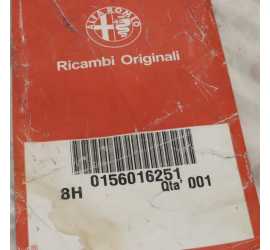 ALFA ROMEO
Ricambi Originali
0156016251
8H Qta' 001